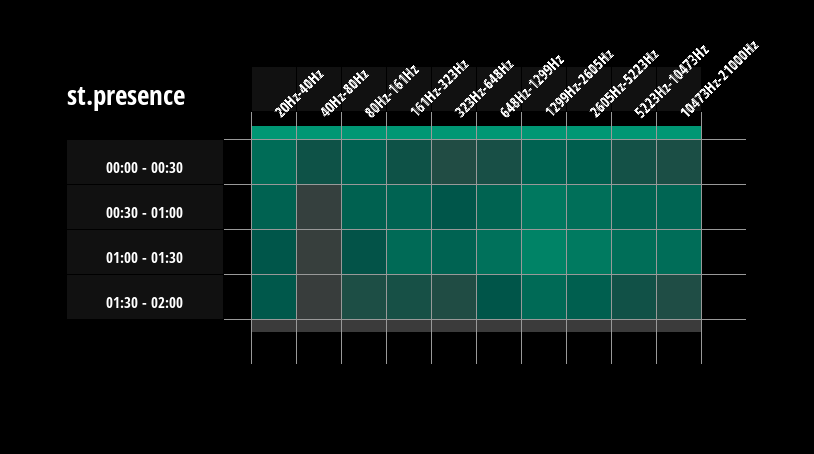 st.presence
20Hz-40Hz
40Hz-80Hz
80Hz-161Hz
161Hz-323Hz
323Hz-648Hz
648Hz-1299Hz
1299Hz-2605Hz
2605Hz-5223Hz
5223Hz-10473Hz
10473Hz-21000Hz
00:00 - 00:30
00:30 - 01:00
01:00 - 01:30
01:30 - 02:00